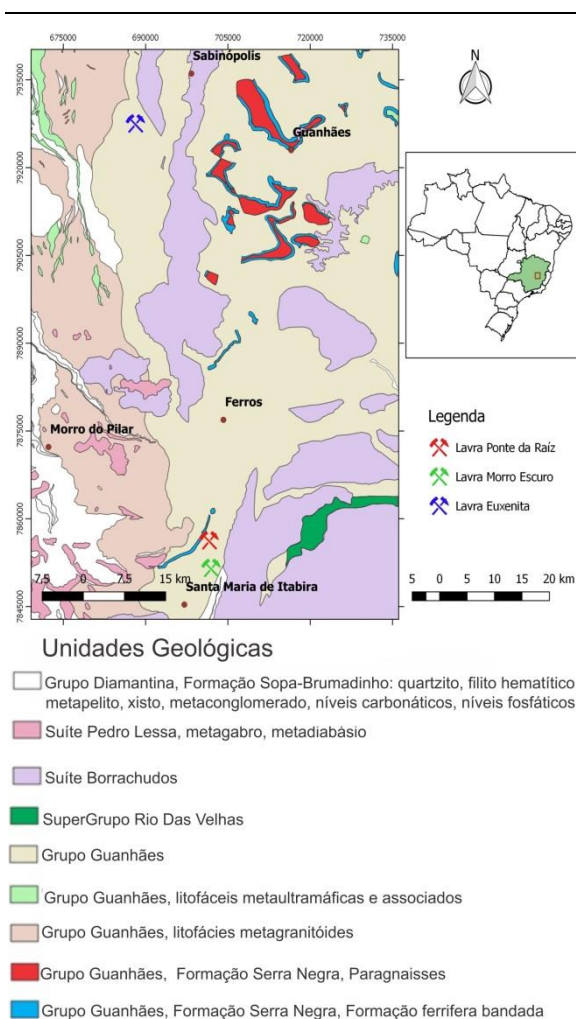 675000 690000 705000 720000 735000
Sabinópolis
7935000
Guanhães
7920000
7905000
7890000
Ferros
7875000
Morro do Pilar
7860000
7,5 0 7,5 15 km
Santa Maria de Itabira
7845000
N
Legenda
Lavra Ponte da Raíz
Lavra Morro Escuro
Lavra Euxenita
5 0 5 10 15 20 km
Unidades Geológicas
Grupo Diamantina, Formação Sopa-Brumadinho: quartzito, filito hematítico
metapelito, xisto, metaconglomerado, níveis carbonáticos, níveis fosfáticos
Suíte Pedro Lessa, metagabro, metadiabásio
Suíte Borrachudos
SuperGrupo Rio Das Velhas
Grupo Guanhães
Grupo Guanhães, litofáceis metaultramáficas e associados
Grupo Guanhães, litofácies metagranitóides
Grupo Guanhães, Formação Serra Negra, Paragnaisses
Grupo Guanhães, Formação Serra Negra, Formação ferrifera bandada